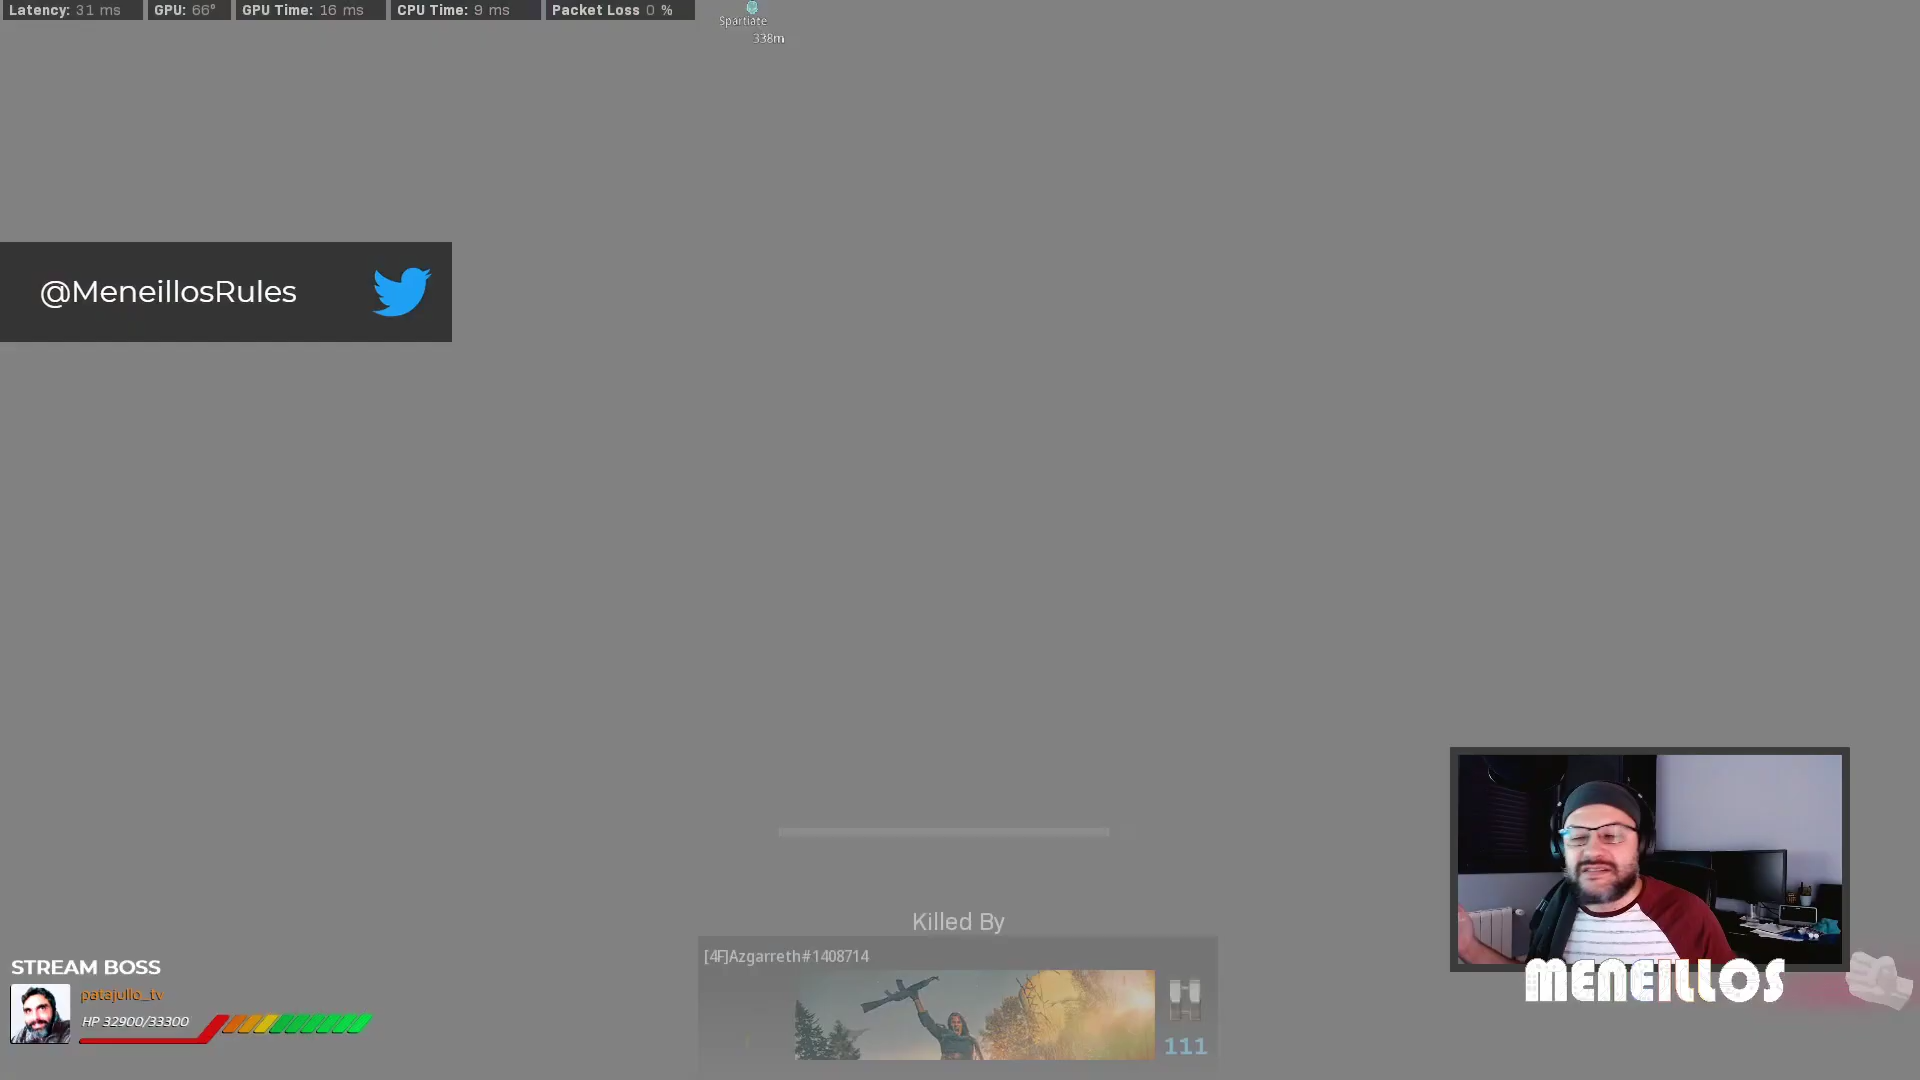 Latency: 31 ms GPU: 66° GPU Time: 16 ms CPU Time: 9 ms Packet Loss 0 %
Spartiate
338m
@MeneillosRules
Killed By
[4F]Azgarreth#1408714
111
STREAM BOSS
patajullo_tv
HP 32900/33300
MENEILLOS